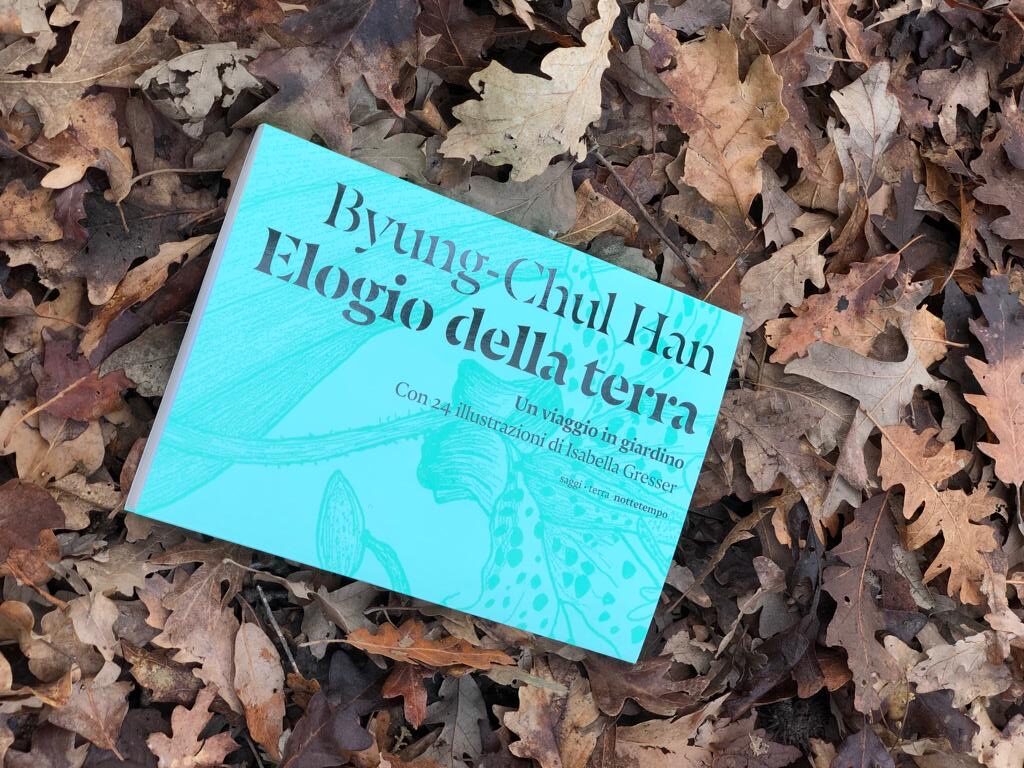 Byung-Chul Han
Elogio della terra
Un viaggio in giardino
Con 24 illustrazioni di Isabella Gresser
saggi . terra nottetempo